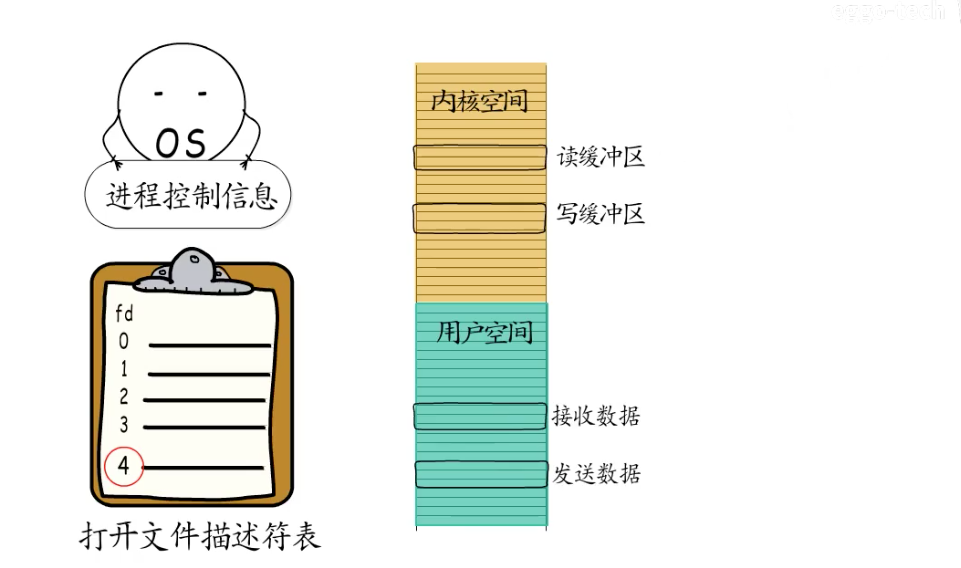 eggo-tech
OS
进程控制信息
fd
0
1
2
3
4
打开文件描述符表
内核空间
读缓冲区
写缓冲区
用户空间
接收数据
发送数据